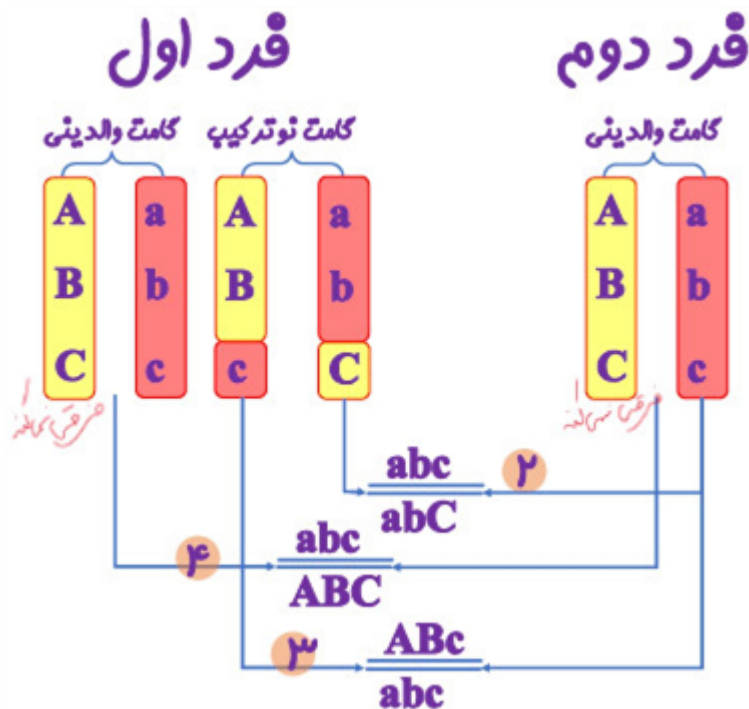 فرد اول
فرد دوم
گامت والدینی
گامت نوترکیب
گامت والدینی
A a A a A a
B b B b B b
C c c C C c
۲
abc
abC
۴
abc
ABC
۳
ABc
abc